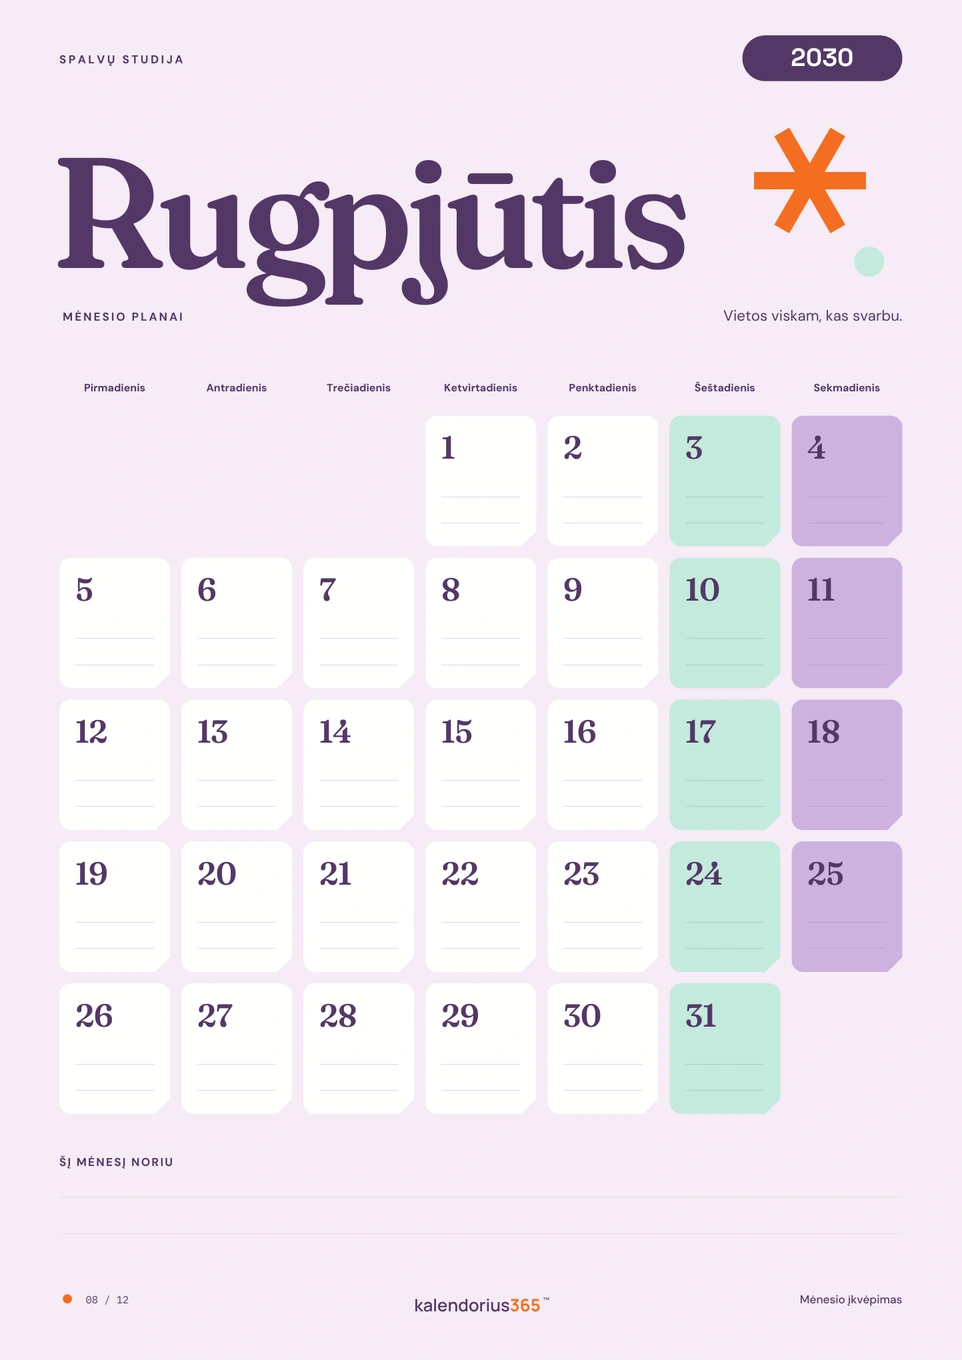 SPALVŲ STUDIJA
2030
Rugpjūtis
MĖNESIO PLANAI
Vietos viskam, kas svarbu.
Pirmadienis Antradienis Trečiadienis Ketvirtadienis Penktadienis Šeštadienis Sekmadienis
1 2 3 4
5 6 7 8 9 10 11
12 13 14 15 16 17 18
19 20 21 22 23 24 25
26 27 28 29 30 31
ŠĮ MĖNESĮ NORIU
08 / 12
kalendorius365™
Mėnesio įkvėpimas